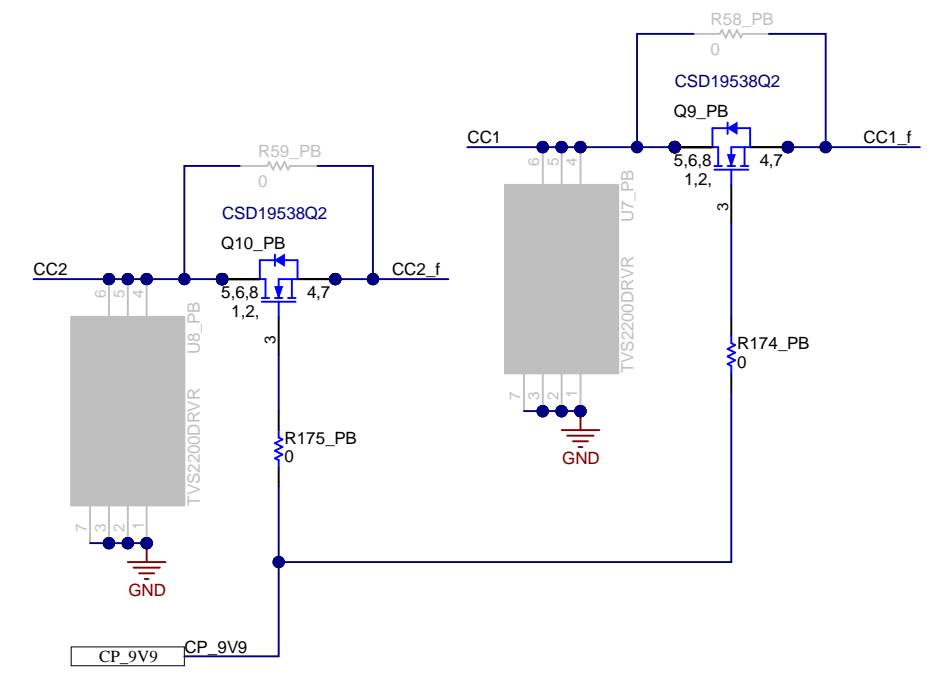 R58_PB
0
CSD19538Q2
Q9_PB
CC1
CC1_f
5,6,8
1,2,
4,7
3
6
5
4
U7_PB
TVS2200DRVR
7
3
2
1
GND
R174_PB
0
R59_PB
0
CSD19538Q2
Q10_PB
CC2
CC2_f
5,6,8
1,2,
4,7
3
6
5
4
U8_PB
TVS2200DRVR
7
3
2
1
GND
R175_PB
0
CP_9V9
CP_9V9